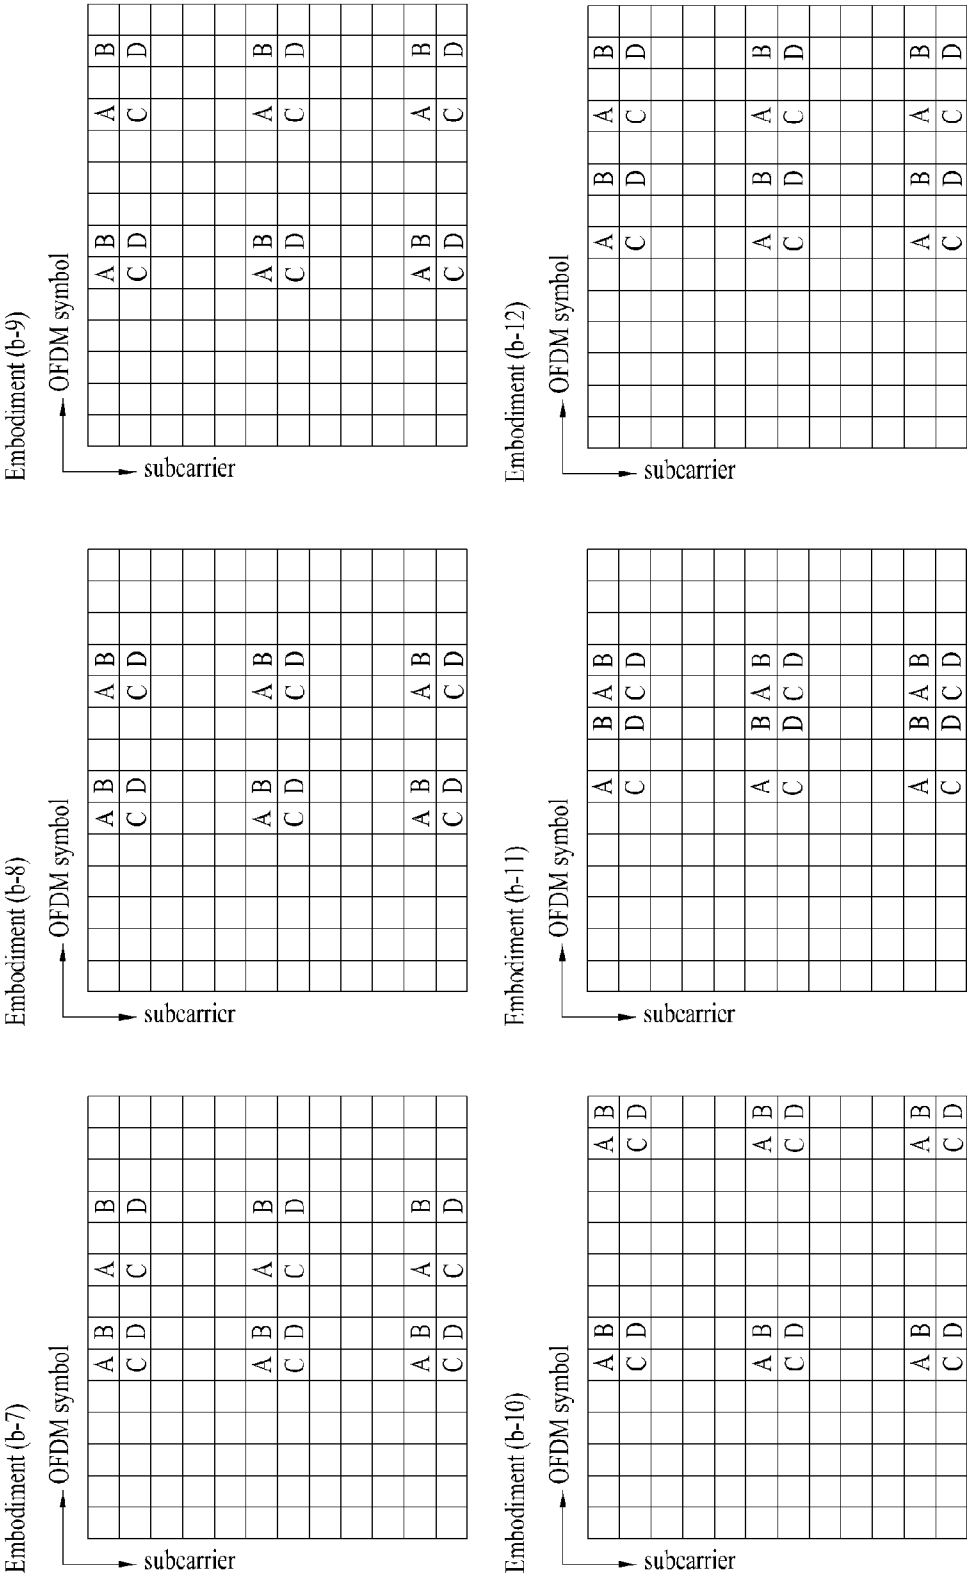 Embodiment (b-7)
OFDM symbol
subcarrier
A B A B
C D C D
A B A B
C D C D
A B A B
C D C D
Embodiment (b-8)
OFDM symbol
subcarrier
A B A B
C D C D
A B A B
C D C D
A B A B
C D C D
Embodiment (b-9)
OFDM symbol
subcarrier
A B A B
C D C D
A B A B
C D C D
A B A B
C D C D
Embodiment (b-10)
OFDM symbol
subcarrier
A B A B
C D C D
A B A B
C D C D
A B A B
C D C D
Embodiment (b-11)
OFDM symbol
subcarrier
A B A B
C D C D
A B A B
C D C D
A B A B
C D C D
Embodiment (b-12)
OFDM symbol
subcarrier
A B A B
C D C D
A B A B
C D C D
A B A B
C D C D